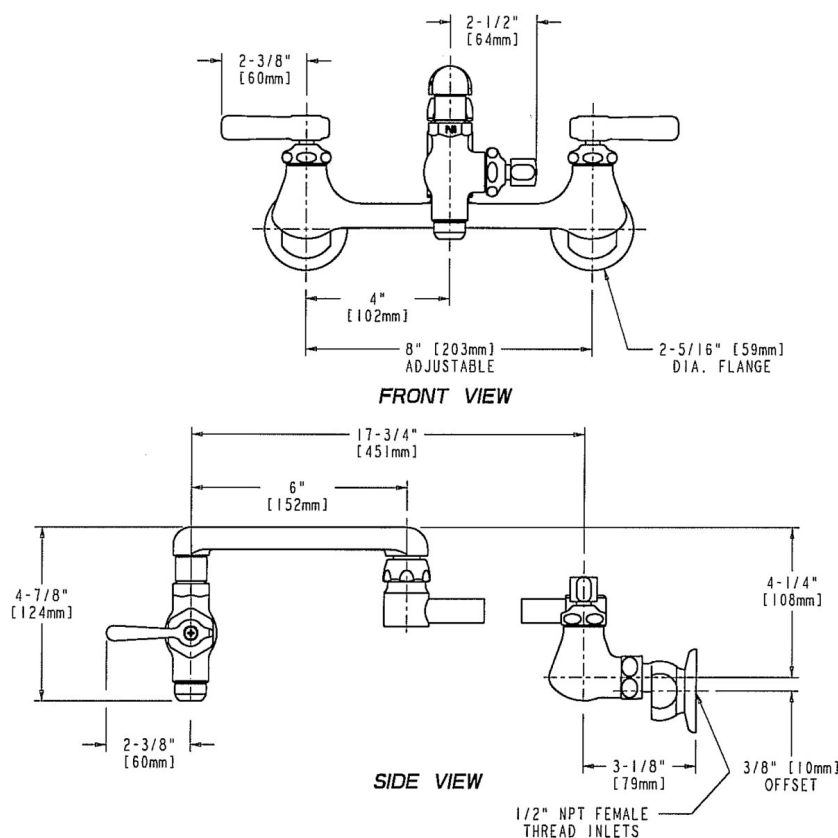 2-1/2"
[64mm]
2-3/8"
[60mm]
4"
[102mm]
8" [203mm]
ADJUSTABLE
2-5/16" [59mm]
DIA. FLANGE
FRONT VIEW
17-3/4"
[451mm]
6"
[152mm]
4-7/8"
[124mm]
4-1/4"
[108mm]
2-3/8"
[60mm]
SIDE VIEW
3-1/8"
[79mm]
3/8" [10mm]
OFFSET
1/2" NPT FEMALE
THREAD INLETS